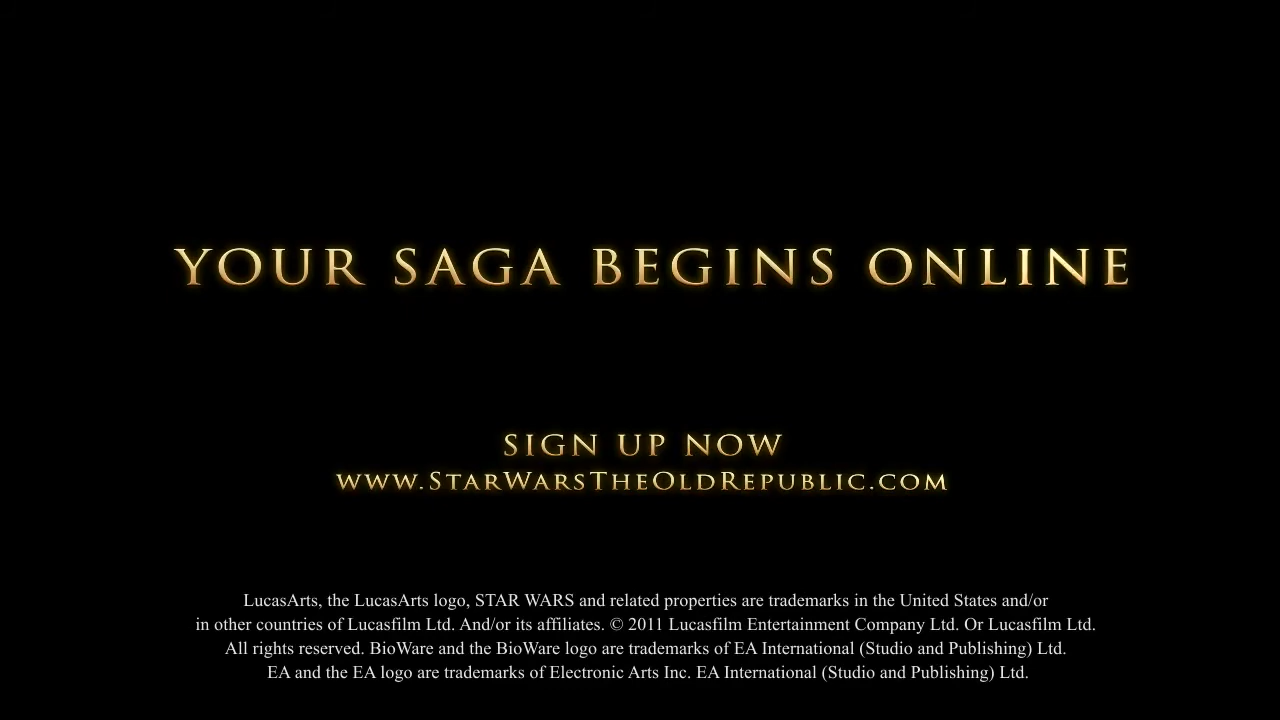 YOUR SAGA BEGINS ONLINE
SIGN UP NOW
www.StarWarsTheOldRepublic.com
LucasArts, the LucasArts logo, STAR WARS and related properties are trademarks in the United States and/or
in other countries of Lucasfilm Ltd. And/or its affiliates. © 2011 Lucasfilm Entertainment Company Ltd. Or Lucasfilm Ltd.
All rights reserved. BioWare and the BioWare logo are trademarks of EA International (Studio and Publishing) Ltd.
EA and the EA logo are trademarks of Electronic Arts Inc. EA International (Studio and Publishing) Ltd.